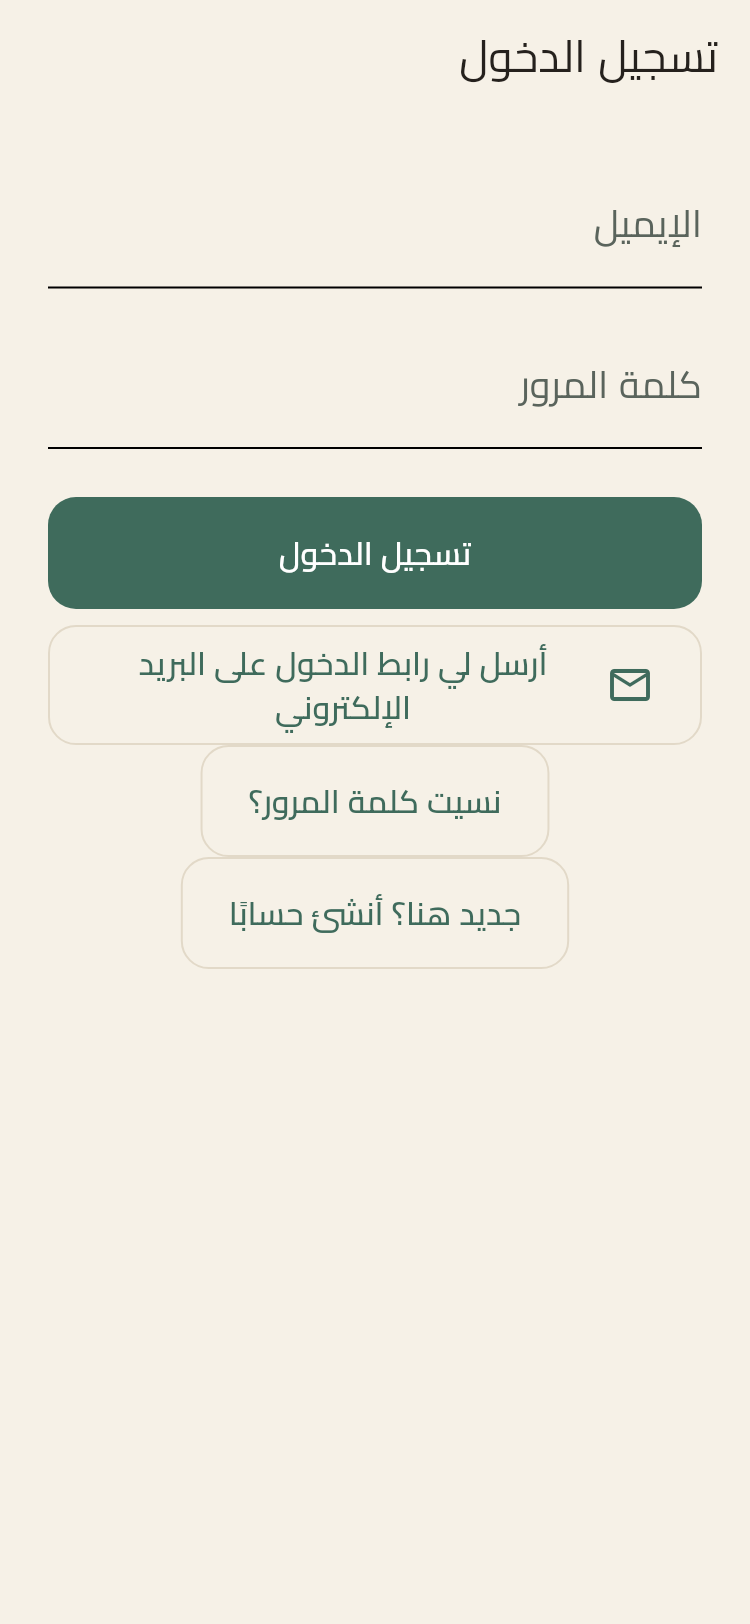 تسجيل الدخول
الإيميل
كلمة المرور
تسجيل الدخول
أرسل لي رابط الدخول على البريد
الإلكتروني
نسيت كلمة المرور؟
جديد هنا؟ أنشئ حسابًا